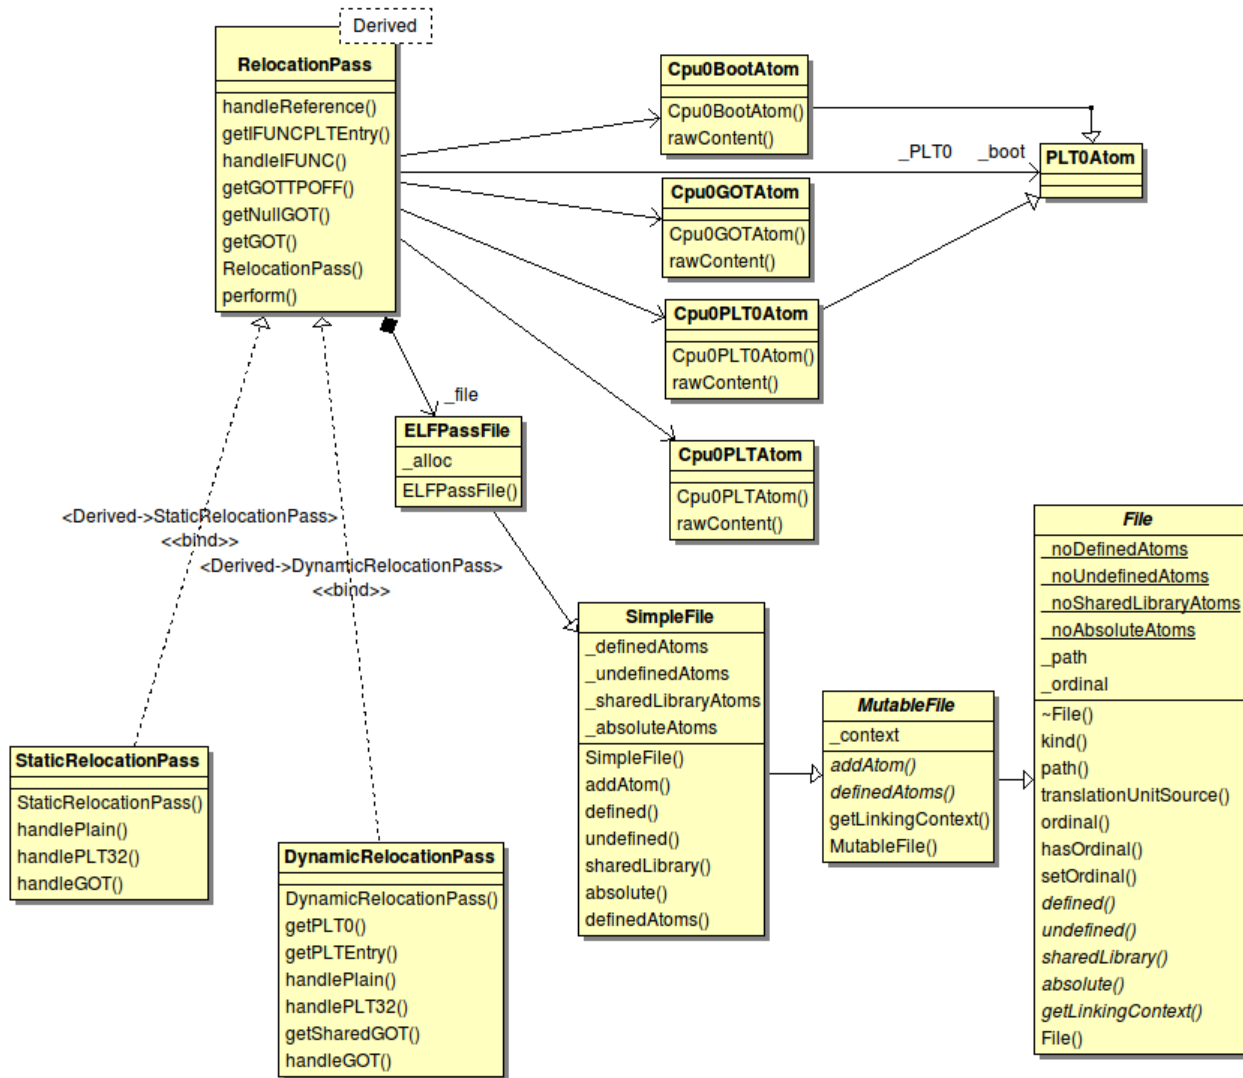 Derived
RelocationPass
handleReference()
getIFUNCPLTEntry()
handleIFUNC()
getGOTTPOFF()
getNullGOT()
getGOT()
RelocationPass()
perform()
Cpu0BootAtom
Cpu0BootAtom()
rawContent()
_PLT0 _boot
PLT0Atom
Cpu0GOTAtom
Cpu0GOTAtom()
rawContent()
Cpu0PLT0Atom
Cpu0PLT0Atom()
rawContent()
Cpu0PLTAtom
Cpu0PLTAtom()
rawContent()
_file
ELFPassFile
_alloc
ELFPassFile()
<Derived->StaticRelocationPass>
<<bind>>
<Derived->DynamicRelocationPass>
<<bind>>
StaticRelocationPass
StaticRelocationPass()
handlePlain()
handlePLT32()
handleGOT()
DynamicRelocationPass
DynamicRelocationPass()
getPLT0()
getPLTEntry()
handlePlain()
handlePLT32()
getSharedGOT()
handleGOT()
SimpleFile
_definedAtoms
_undefinedAtoms
_sharedLibraryAtoms
_absoluteAtoms
SimpleFile()
addAtom()
defined()
undefined()
sharedLibrary()
absolute()
definedAtoms()
MutableFile
_context
addAtom()
definedAtoms()
getLinkingContext()
MutableFile()
File
_noDefinedAtoms
_noUndefinedAtoms
_noSharedLibraryAtoms
_noAbsoluteAtoms
_path
_ordinal
~File()
kind()
path()
translationUnitSource()
ordinal()
hasOrdinal()
setOrdinal()
defined()
undefined()
sharedLibrary()
absolute()
getLinkingContext()
File()